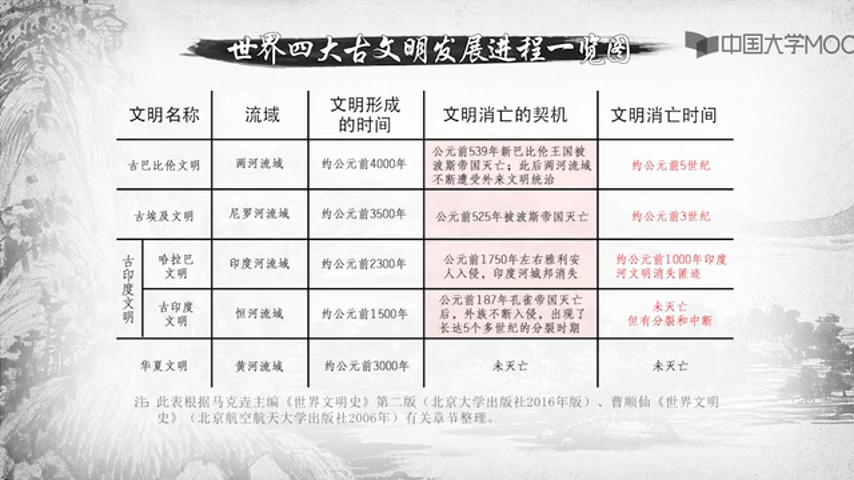 世界四大古文明发展进程一览图
中国大学MOO
文明名称 流域 文明形成的时间 文明消亡的契机 文明消亡时间
古巴比伦文明 两河流域 约公元前4000年 公元前539年新巴比伦王国被波斯帝国灭亡；此后两河流域不断遭受外来文明统治 约公元前5世纪
古埃及文明 尼罗河流域 约公元前3500年 公元前525年被波斯帝国灭亡 约公元前3世纪
古印度文明 哈拉巴文明 印度河流域 约公元前2300年 公元前1750年左右雅利安人入侵，印度河城邦消失 约公元前1000年印度河文明消失匿迹
古印度文明 恒河流域 约公元前1500年 公元前187年孔雀帝国灭亡后，外族不断入侵，出现了长达5个多世纪的分裂时期 未灭亡但有分裂和中断
华夏文明 黄河流域 约公元前3000年 未灭亡 未灭亡
注：此表根据马克垚主编《世界文明史》第二版（北京大学出版社2016年版）、曹顺仙《世界文明
史》（北京航空航天大学出版社2006年）有关章节整理。